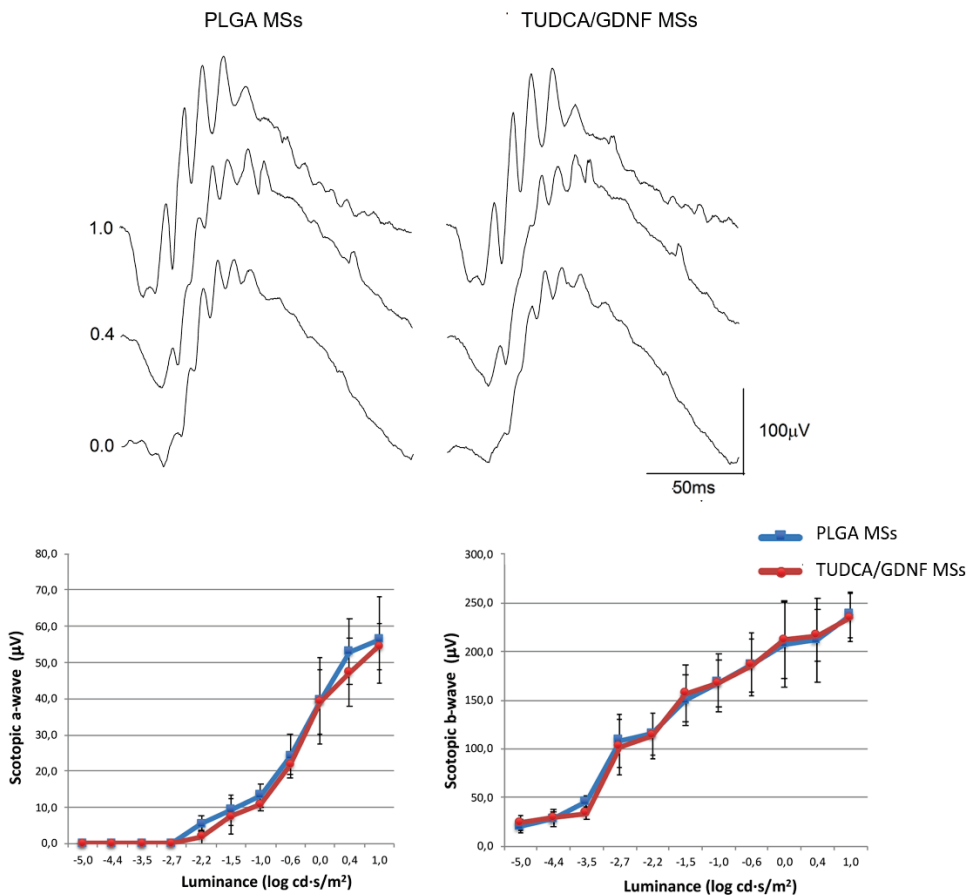 PLGA MSs
TUDCA/GDNF MSs
1.0
0.4
0.0
100μV
50ms
PLGA MSs
TUDCA/GDNF MSs
Scotopic a-wave (μV)
80,0
70,0
60,0
50,0
40,0
30,0
20,0
10,0
0,0
-5,0 -4,4 -3,5 -2,7 -2,2 -1,5 -1,0 -0,6 0,0 0,4 1,0
Luminance (log cd·s/m²)
Scotopic b-wave (μV)
300,0
250,0
200,0
150,0
100,0
50,0
0,0
-5,0 -4,4 -3,5 -2,7 -2,2 -1,5 -1,0 -0,6 0,0 0,4 1,0
Luminance (log cd·s/m²)